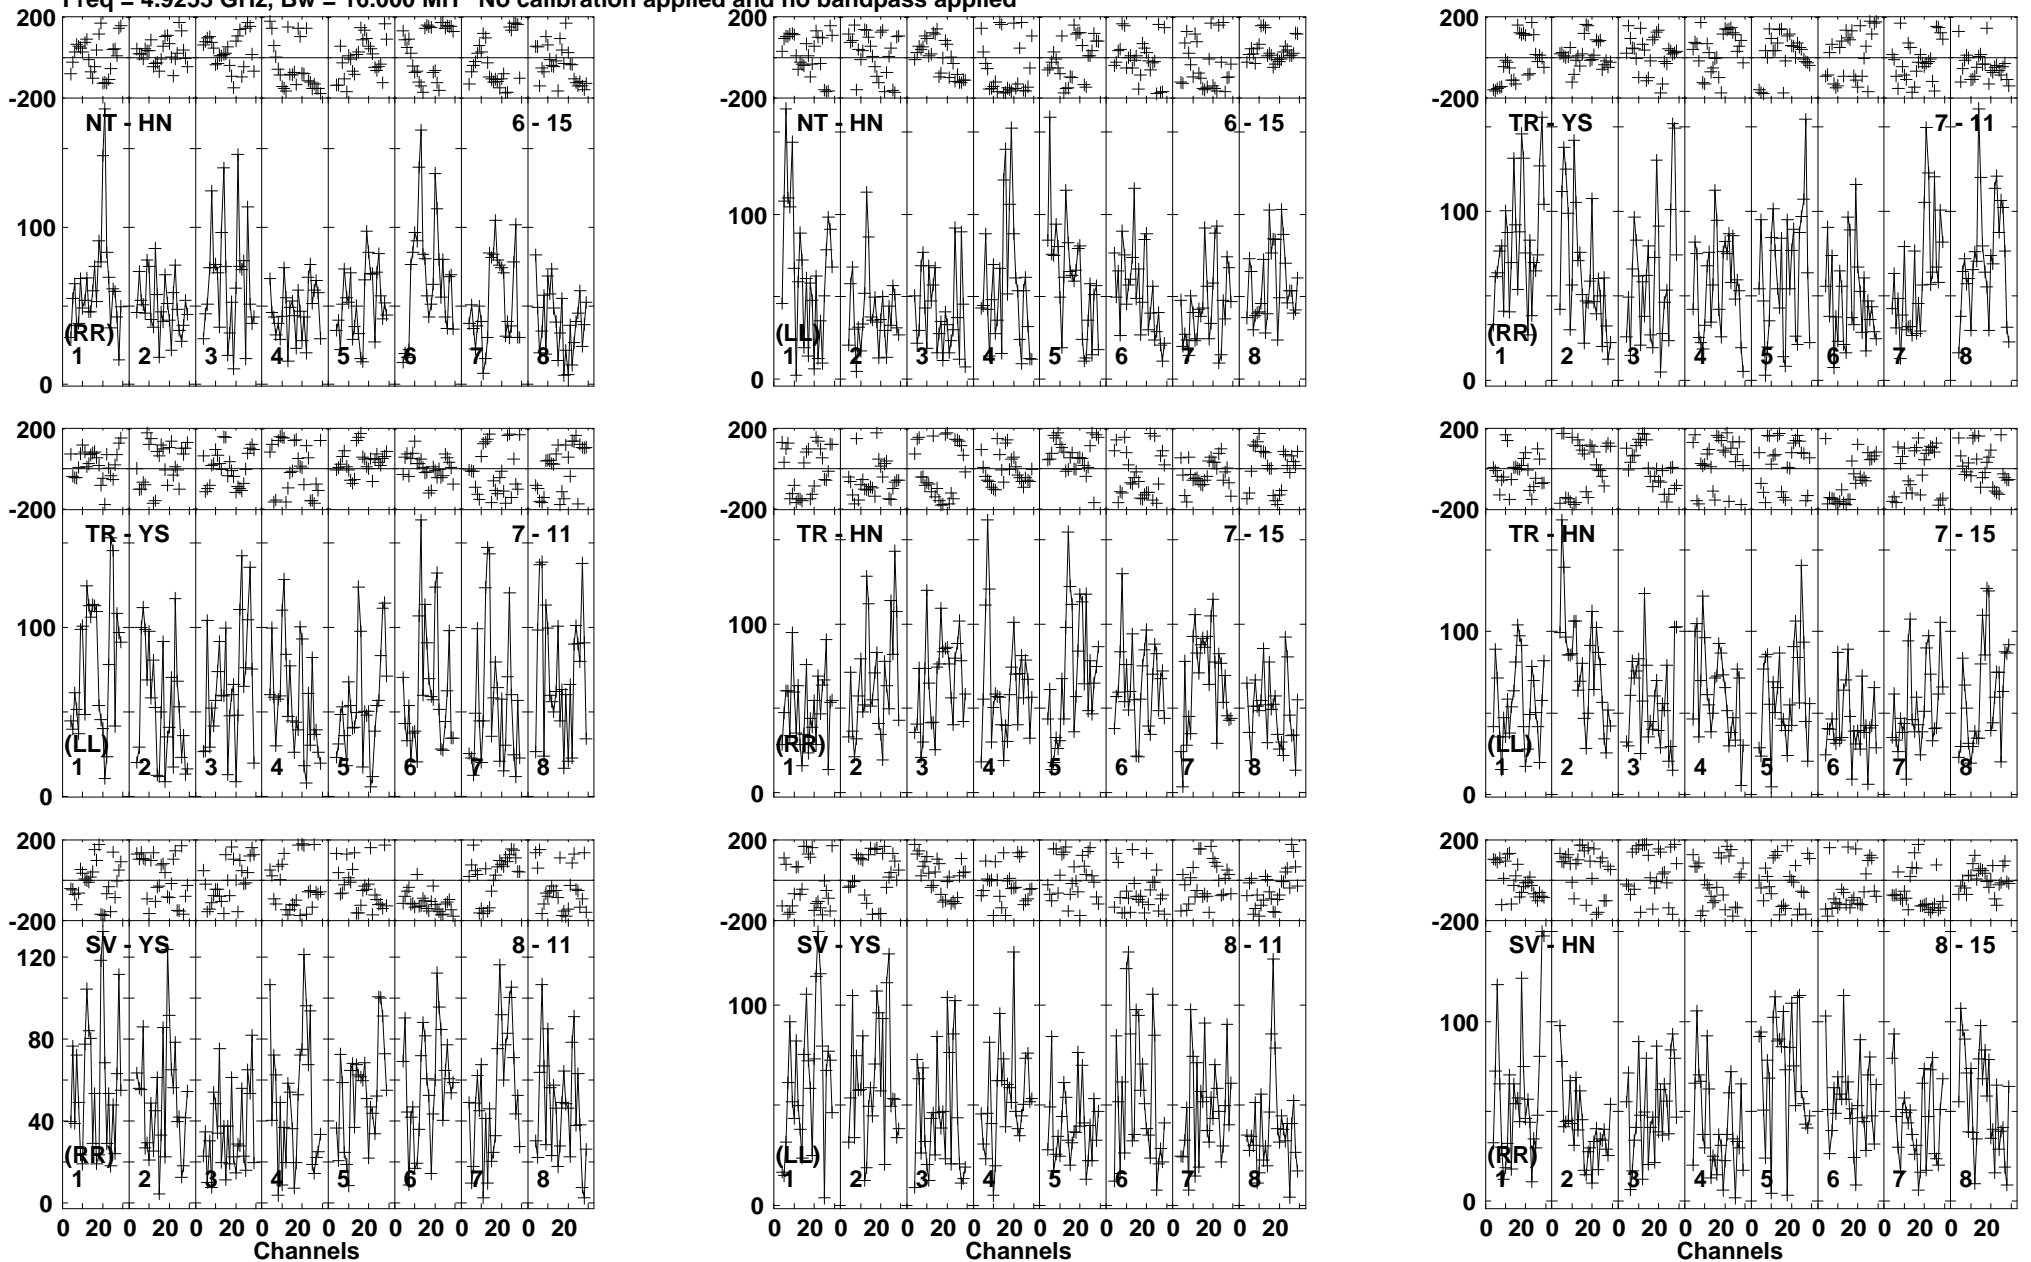 Freq = 4.9253 GHz, Bw = 16.000 MH No calibration applied and no bandpass applied
200 200 200
-200 -200 -200
NT - HN 6 - 15 NT - HN 6 - 15 TR - YS 7 - 11
100 100 100
(RR) (LL) (RR)
1 2 3 4 5 6 7 8 1 2 3 4 5 6 7 8 1 2 3 4 5 6 7 8
0 0 0
200 200 200
-200 -200 -200
TR - YS 7 - 11 TR - HN 7 - 15 TR - HN 7 - 15
100 100 100
(LL) (RR) (LL)
1 2 3 4 5 6 7 8 1 2 3 4 5 6 7 8 1 2 3 4 5 6 7 8
0 0 0
200 200 200
-200 -200 -200
SV - YS 8 - 11 SV - YS 8 - 11 SV - HN 8 - 15
120
100 100
80
40
(RR) (LL) (RR)
1 2 3 4 5 6 7 8 1 2 3 4 5 6 7 8 1 2 3 4 5 6 7 8
0 0 0
0 20 0 20 0 20 0 20 0 20 0 20 0 20 0 20 0 20 0 20 0 20 0 20 0 20 0 20 0 20 0 20 0 20 0 20 0 20 0 20 0 20 0 20 0 20 0 20
Channels Channels Channels